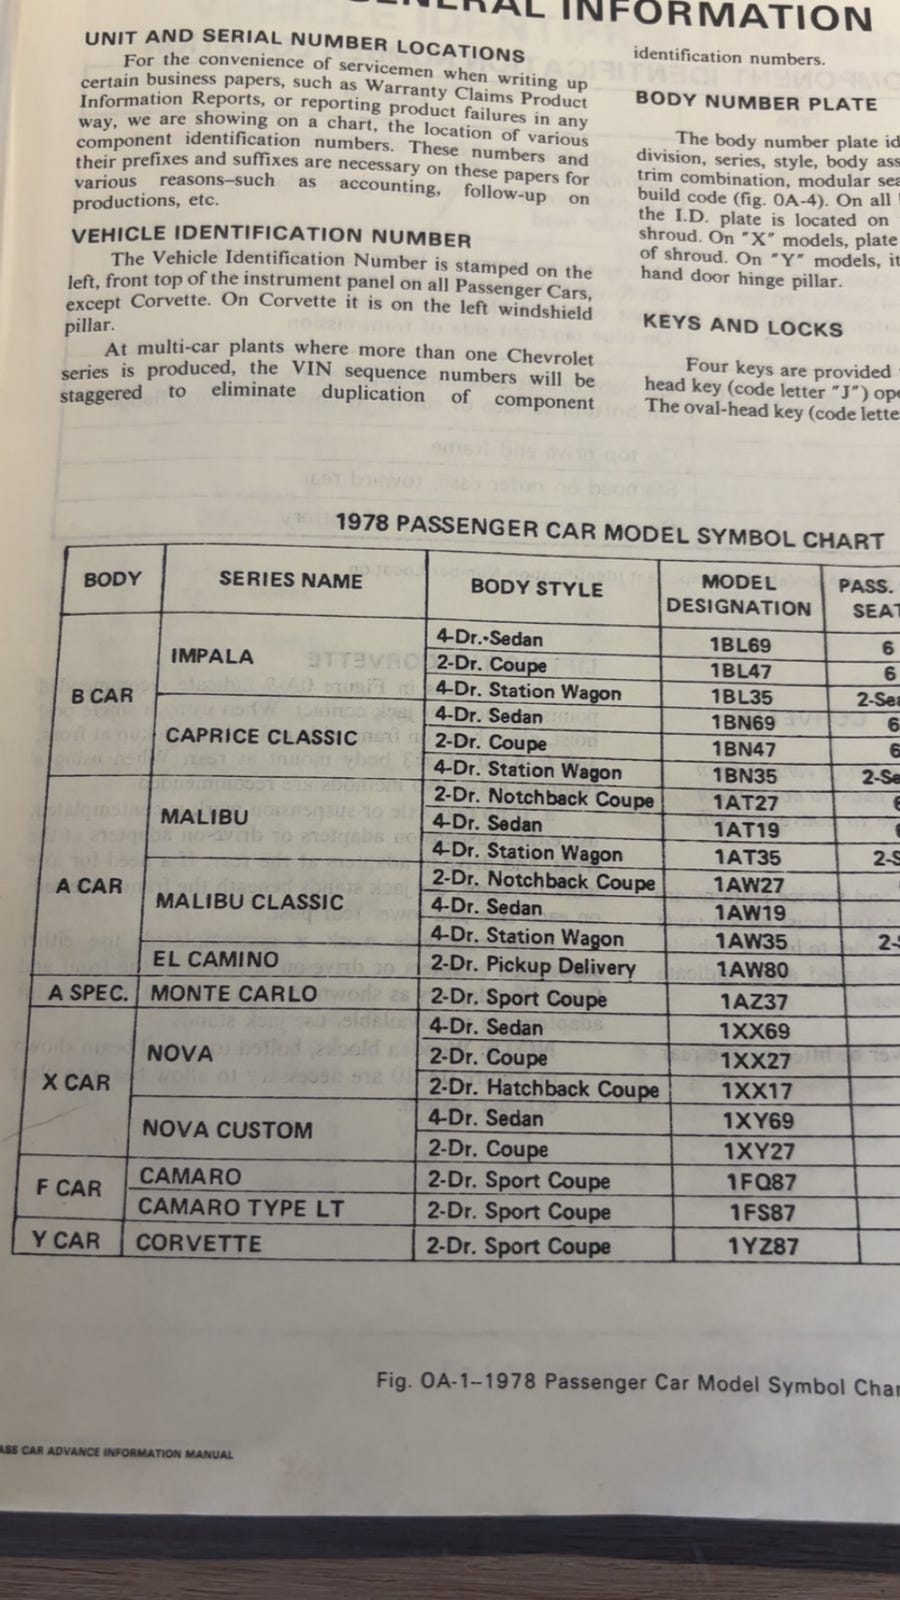 GENERAL INFORMATION
UNIT AND SERIAL NUMBER LOCATIONS
For the convenience of servicemen when writing up
certain business papers, such as Warranty Claims Product
Information Reports, or reporting product failures in any
way, we are showing on a chart, the location of various
component identification numbers. These numbers and
their prefixes and suffixes are necessary on these papers for
various reasons—such as accounting, follow-up on
productions, etc.
VEHICLE IDENTIFICATION NUMBER
The Vehicle Identification Number is stamped on the
left, front top of the instrument panel on all Passenger Cars,
except Corvette. On Corvette it is on the left windshield
pillar.
At multi-car plants where more than one Chevrolet
series is produced, the VIN sequence numbers will be
staggered to eliminate duplication of component
identification numbers.
BODY NUMBER PLATE
The body number plate id
division, series, style, body ass
trim combination, modular sea
build code (fig. 0A-4). On all
the I.D. plate is located on
shroud. On "X" models, plate
of shroud. On "Y" models, it
hand door hinge pillar.
KEYS AND LOCKS
Four keys are provided
head key (code letter "J") ope
The oval-head key (code lette
1978 PASSENGER CAR MODEL SYMBOL CHART
BODY SERIES NAME BODY STYLE MODEL DESIGNATION PASS. SEAT
B CAR IMPALA 4-Dr.-Sedan 1BL69 6
2-Dr. Coupe 1BL47 6
4-Dr. Station Wagon 1BL35 2-Sea
CAPRICE CLASSIC 4-Dr. Sedan 1BN69 6
2-Dr. Coupe 1BN47 6
4-Dr. Station Wagon 1BN35 2-Se
A CAR MALIBU 2-Dr. Notchback Coupe 1AT27
4-Dr. Sedan 1AT19
4-Dr. Station Wagon 1AT35 2-S
MALIBU CLASSIC 2-Dr. Notchback Coupe 1AW27
4-Dr. Sedan 1AW19
4-Dr. Station Wagon 1AW35 2-
EL CAMINO 2-Dr. Pickup Delivery 1AW80
A SPEC. MONTE CARLO 2-Dr. Sport Coupe 1AZ37
X CAR NOVA 4-Dr. Sedan 1XX69
2-Dr. Coupe 1XX27
2-Dr. Hatchback Coupe 1XX17
NOVA CUSTOM 4-Dr. Sedan 1XY69
2-Dr. Coupe 1XY27
F CAR CAMARO 2-Dr. Sport Coupe 1FQ87
CAMARO TYPE LT 2-Dr. Sport Coupe 1FS87
Y CAR CORVETTE 2-Dr. Sport Coupe 1YZ87
Fig. OA-1--1978 Passenger Car Model Symbol Char
ASS CAR ADVANCE INFORMATION MANUAL